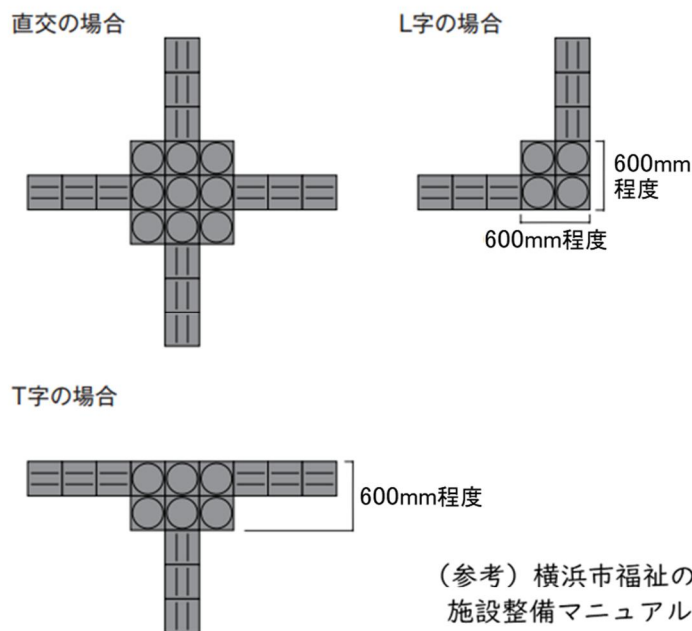 直交の場合
L字の場合
600mm
程度
600mm程度
T字の場合
600mm程度
（参考）横浜市福祉の
施設整備マニュアル